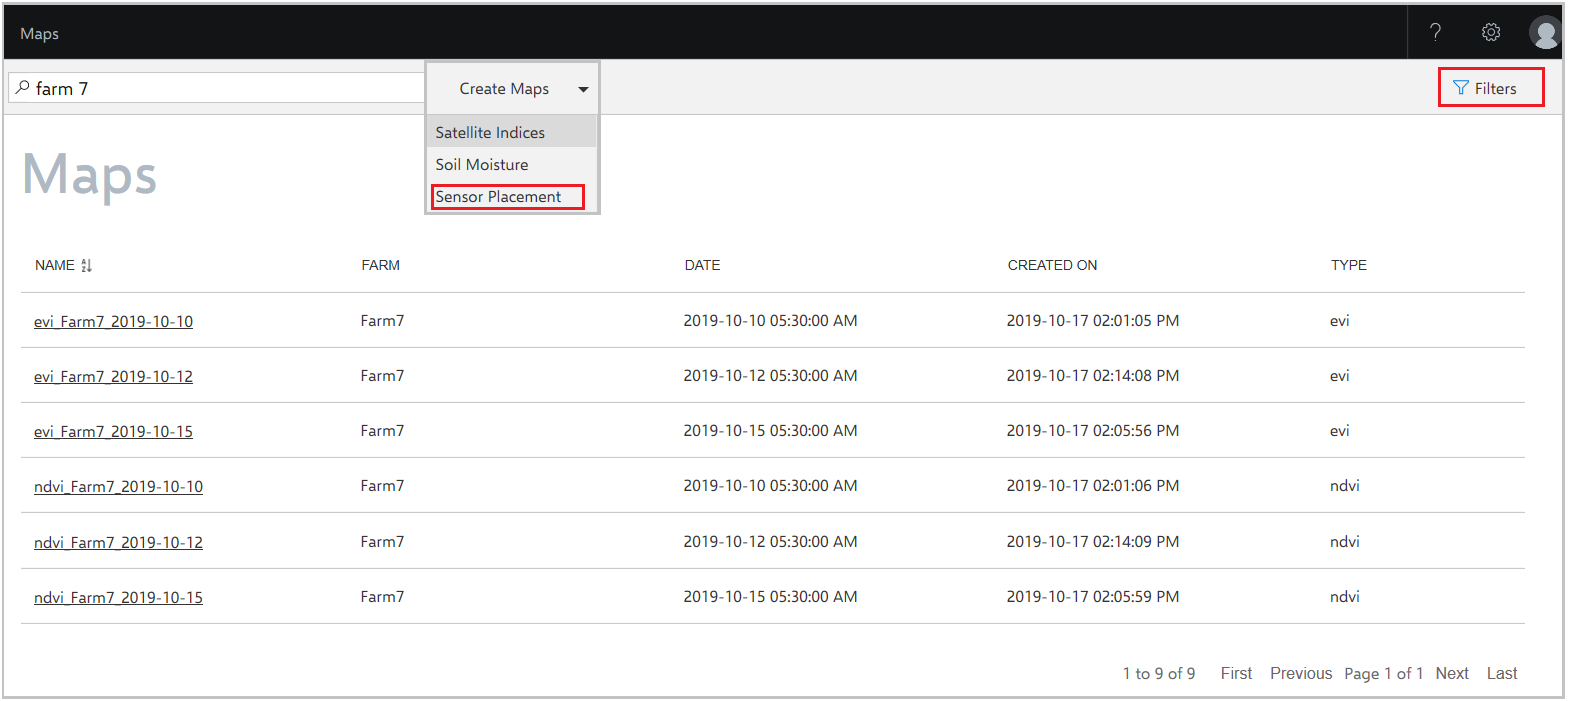 Maps
farm 7
Create Maps
Filters
Satellite Indices
Soil Moisture
Sensor Placement
Maps
NAME FARM DATE CREATED ON TYPE
evi_Farm7_2019-10-10 Farm7 2019-10-10 05:30:00 AM 2019-10-17 02:01:05 PM evi
evi_Farm7_2019-10-12 Farm7 2019-10-12 05:30:00 AM 2019-10-17 02:14:08 PM evi
evi_Farm7_2019-10-15 Farm7 2019-10-15 05:30:00 AM 2019-10-17 02:05:56 PM evi
ndvi_Farm7_2019-10-10 Farm7 2019-10-10 05:30:00 AM 2019-10-17 02:01:06 PM ndvi
ndvi_Farm7_2019-10-12 Farm7 2019-10-12 05:30:00 AM 2019-10-17 02:14:09 PM ndvi
ndvi_Farm7_2019-10-15 Farm7 2019-10-15 05:30:00 AM 2019-10-17 02:05:59 PM ndvi
1 to 9 of 9 First Previous Page 1 of 1 Next Last